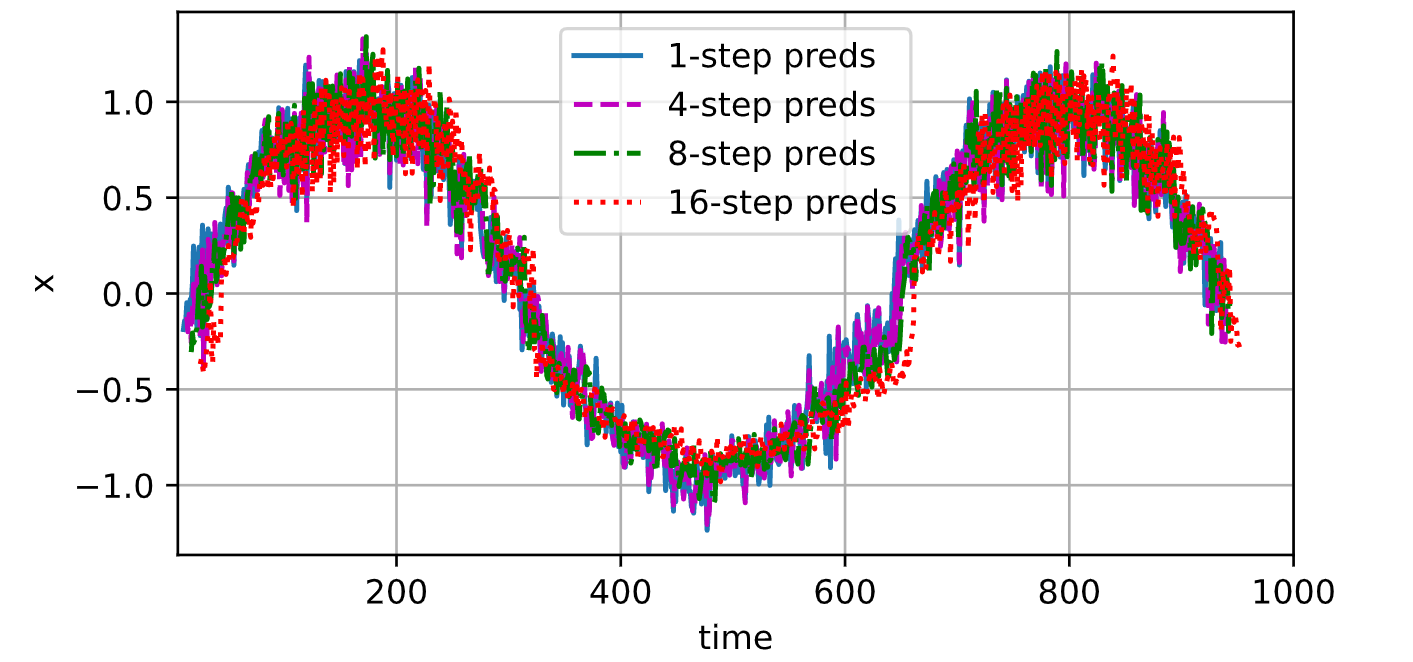 1-step preds
4-step preds
8-step preds
16-step preds
1.0
0.5
0.0
−0.5
−1.0
x
200 400 600 800 1000
time